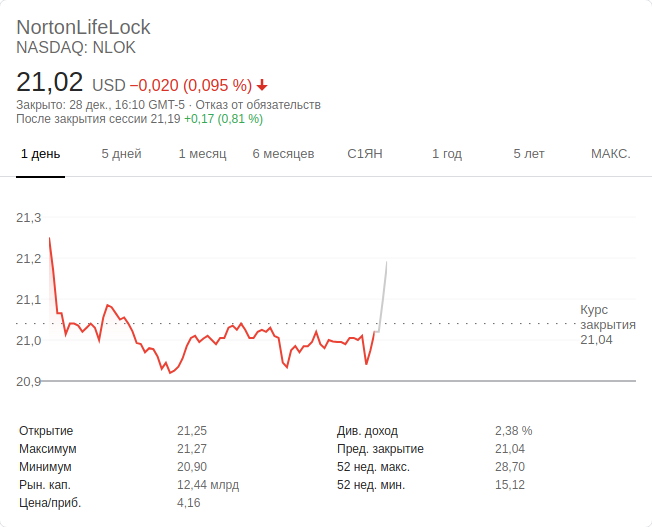 NortonLifeLock
NASDAQ: NLOK
21,02 USD −0,020 (0,095 %)
Закрыто: 28 дек., 16:10 GMT-5 · Отказ от обязательств
После закрытия сессии 21,19 +0,17 (0,81 %)
1 день 5 дней 1 месяц 6 месяцев С1ЯН 1 год 5 лет МАКС.
21,3
21,2
21,1
21,0
20,9
Курс
закрытия
21,04
Открытие 21,25 Див. доход 2,38 %
Максимум 21,27 Пред. закрытие 21,04
Минимум 20,90 52 нед. макс. 28,70
Рын. кап. 12,44 млрд 52 нед. мин. 15,12
Цена/приб. 4,16